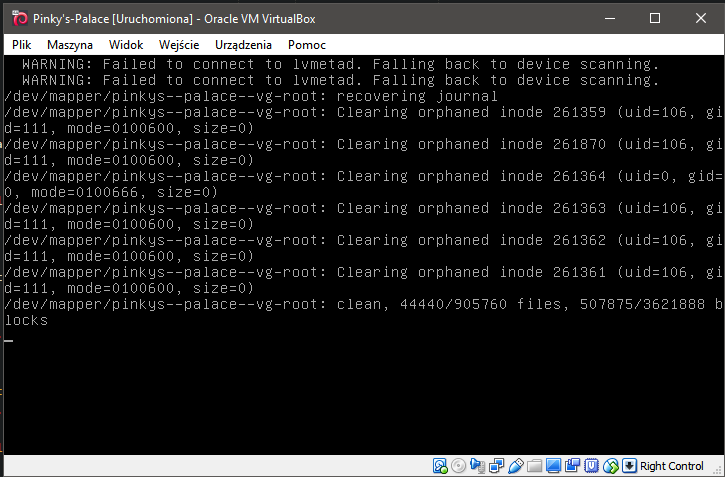 Pinky's-Palace [Uruchomiona] - Oracle VM VirtualBox
Plik Maszyna Widok Wejście Urządzenia Pomoc
WARNING: Failed to connect to lvmetad. Falling back to device scanning.
WARNING: Failed to connect to lvmetad. Falling back to device scanning.
/dev/mapper/pinkys--palace--vg-root: recovering journal
/dev/mapper/pinkys--palace--vg-root: Clearing orphaned inode 261359 (uid=106, gi
d=111, mode=0100600, size=0)
/dev/mapper/pinkys--palace--vg-root: Clearing orphaned inode 261870 (uid=106, gi
d=111, mode=0100600, size=0)
/dev/mapper/pinkys--palace--vg-root: Clearing orphaned inode 261364 (uid=0, gid=
0, mode=0100666, size=0)
/dev/mapper/pinkys--palace--vg-root: Clearing orphaned inode 261363 (uid=106, gi
d=111, mode=0100600, size=0)
/dev/mapper/pinkys--palace--vg-root: Clearing orphaned inode 261362 (uid=106, gi
d=111, mode=0100600, size=0)
/dev/mapper/pinkys--palace--vg-root: Clearing orphaned inode 261361 (uid=106, gi
d=111, mode=0100600, size=0)
/dev/mapper/pinkys--palace--vg-root: clean, 44440/905760 files, 507875/3621888 b
locks
Right Control